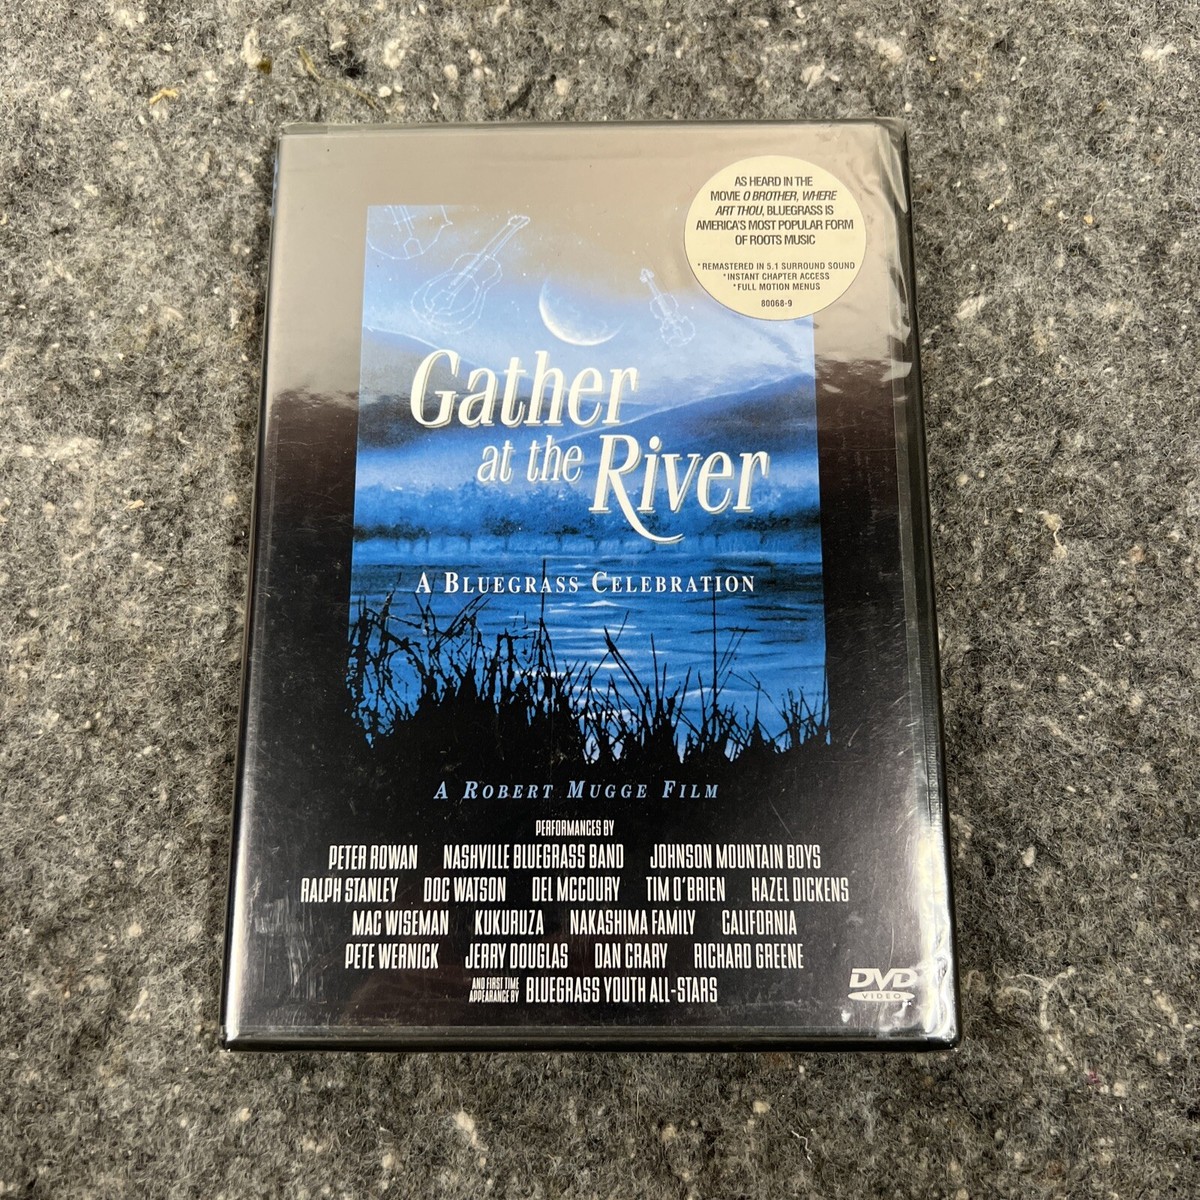 AS HEARD IN THE
MOVIE O BROTHER, WHERE
ART THOU, BLUEGRASS IS
AMERICA'S MOST POPULAR FORM
OF ROOTS MUSIC
*REMASTERED IN 5.1 SURROUND SOUND
*INSTANT CHAPTER ACCESS
*FULL MOTION MENUS
80068-9
Gather
at the River
A BLUEGRASS CELEBRATION
A ROBERT MUGGE FILM
PERFORMANCES BY
PETER ROWAN NASHVILLE BLUEGRASS BAND JOHNSON MOUNTAIN BOYS
RALPH STANLEY DOC WATSON DEL MCCOURY TIM O'BRIEN HAZEL DICKENS
MAC WISEMAN KUKURUZA NAKASHIMA FAMILY CALIFORNIA
PETE WERNICK JERRY DOUGLAS DAN CRARY RICHARD GREENE
AND FIRST TIME
APPEARANCE BY BLUEGRASS YOUTH ALL-STARS
DVD
VIDEO